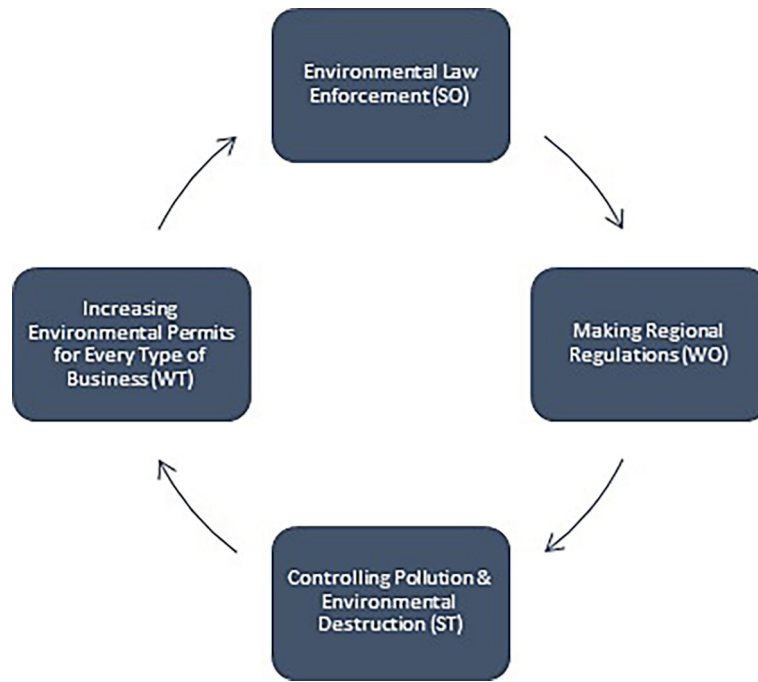 Environmental Law
Enforcement (SO)
Making Regional
Regulations (WO)
Controlling Pollution &
Environmental
Destruction (ST)
Increasing
Environmental Permits
for Every Type of
Business (WT)